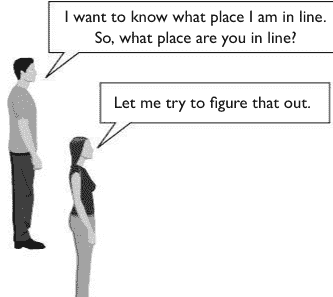 I want to know what place I am in line.
So, what place are you in line?
Let me try to figure that out.